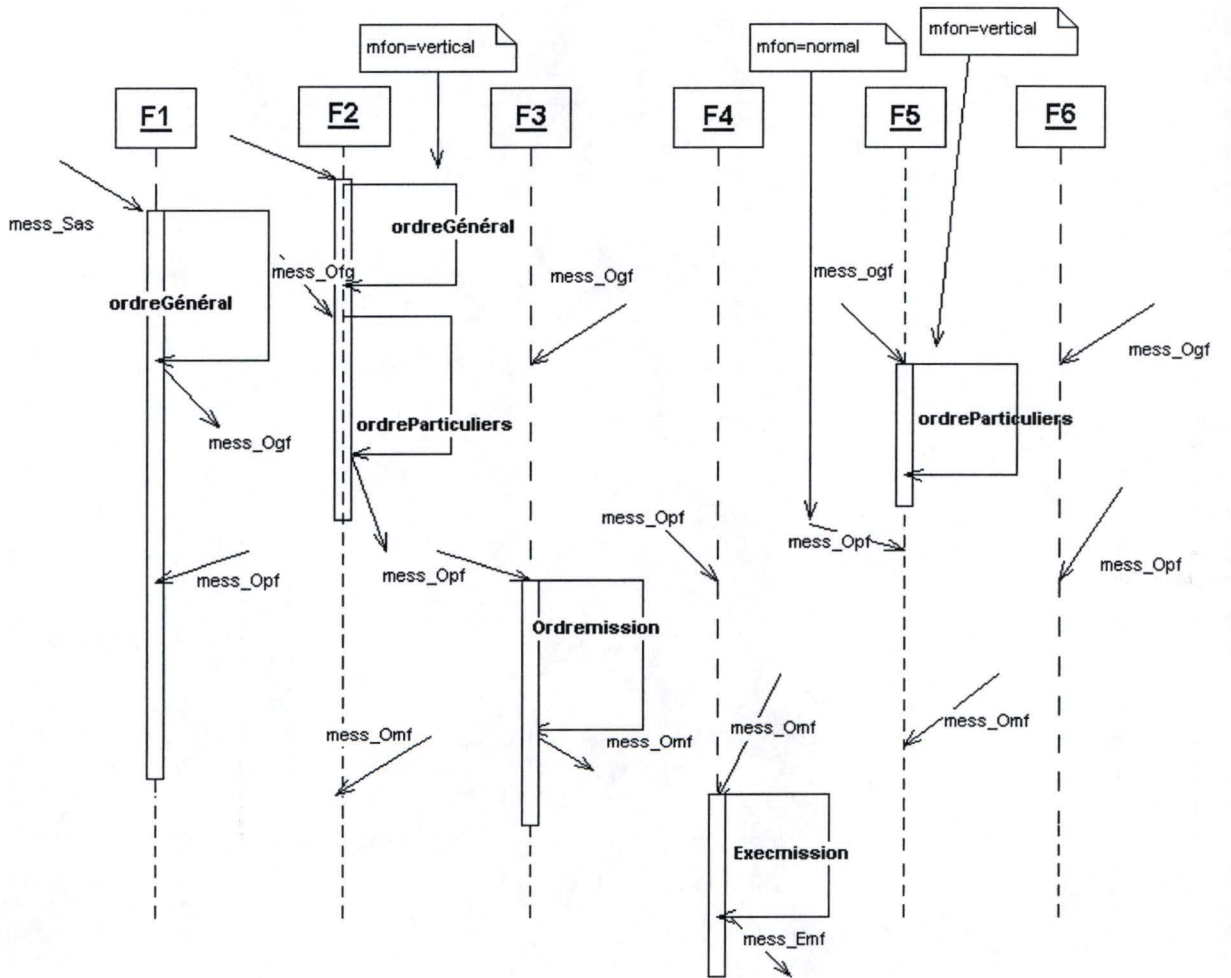 mfon=vertical
mfon=normal
mfon=vertical
F1
F2
F3
F4
F5
F6
mess_Sas
ordreGénéral
mess_Ofg
mess_Ogf
mess_ogf
ordreGénéral
mess_Ogf
ordreParticuliers
ordreParticuliers
mess_Ogf
mess_Opf
mess_Opf
mess_Opf
mess_Opf
mess_Opf
Ordremission
mess_Omf
mess_Omf
mess_Omf
mess_Omf
Execmission
mess_Emf